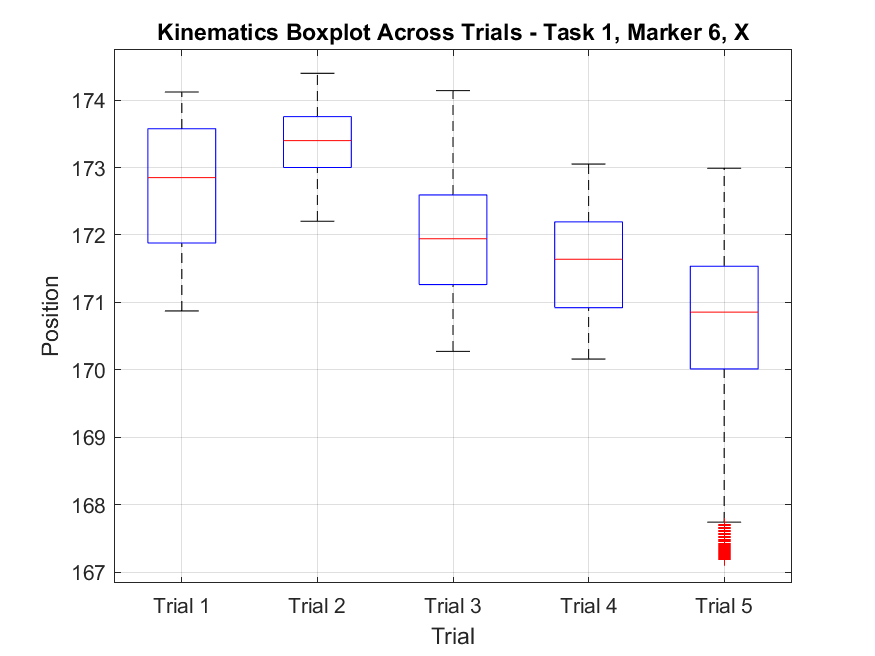 Kinematics Boxplot Across Trials - Task 1, Marker 6, X
174
173
172
171
170
169
168
167
Position
Trial 1 Trial 2 Trial 3 Trial 4 Trial 5
Trial